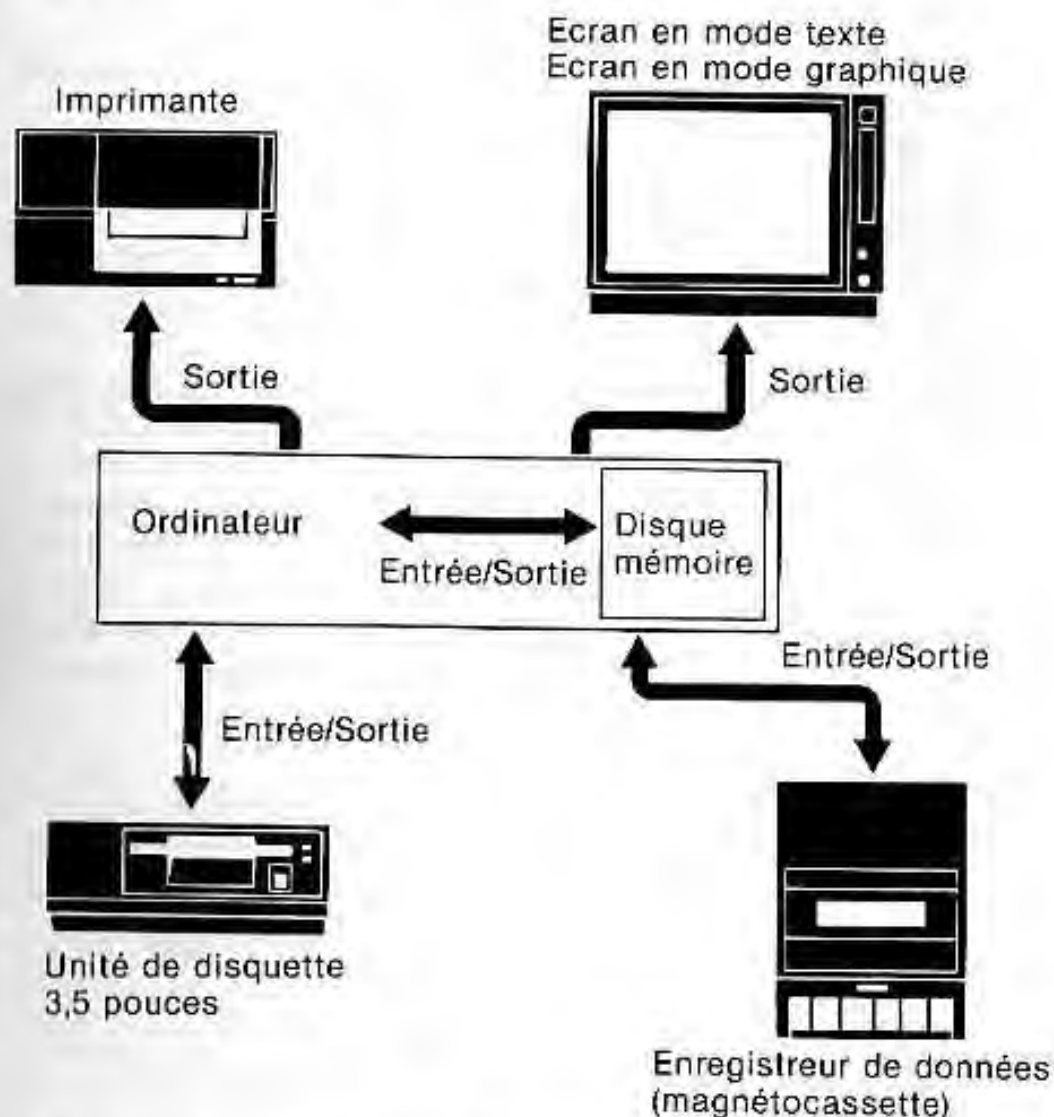 Ecran en mode texte
Ecran en mode graphique
Imprimante
Sortie
Sortie
Ordinateur
Entrée/Sortie
Disque
mémoire
Entrée/Sortie
Entrée/Sortie
Unité de disquette
3,5 pouces
Enregistreur de données
(magnétocassette)